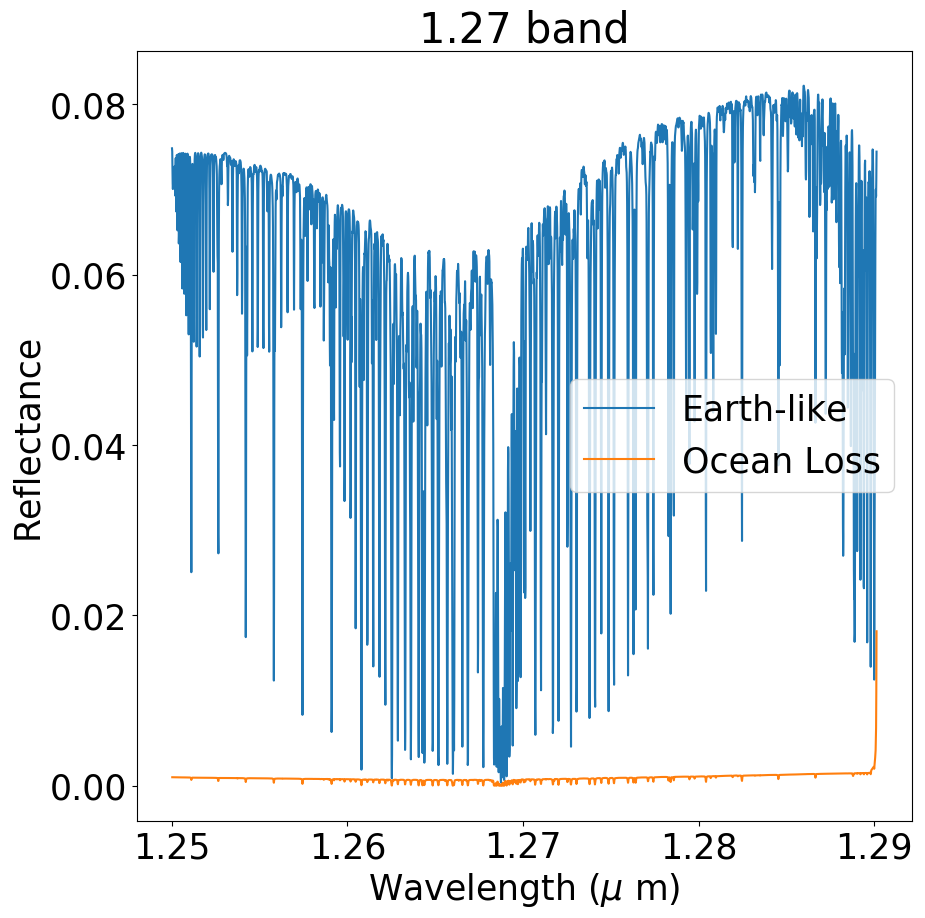 1.27 band
Reflectance
0.08
0.06
0.04
0.02
0.00
Earth-like
Ocean Loss
1.25 1.26 1.27 1.28 1.29
Wavelength (μ m)